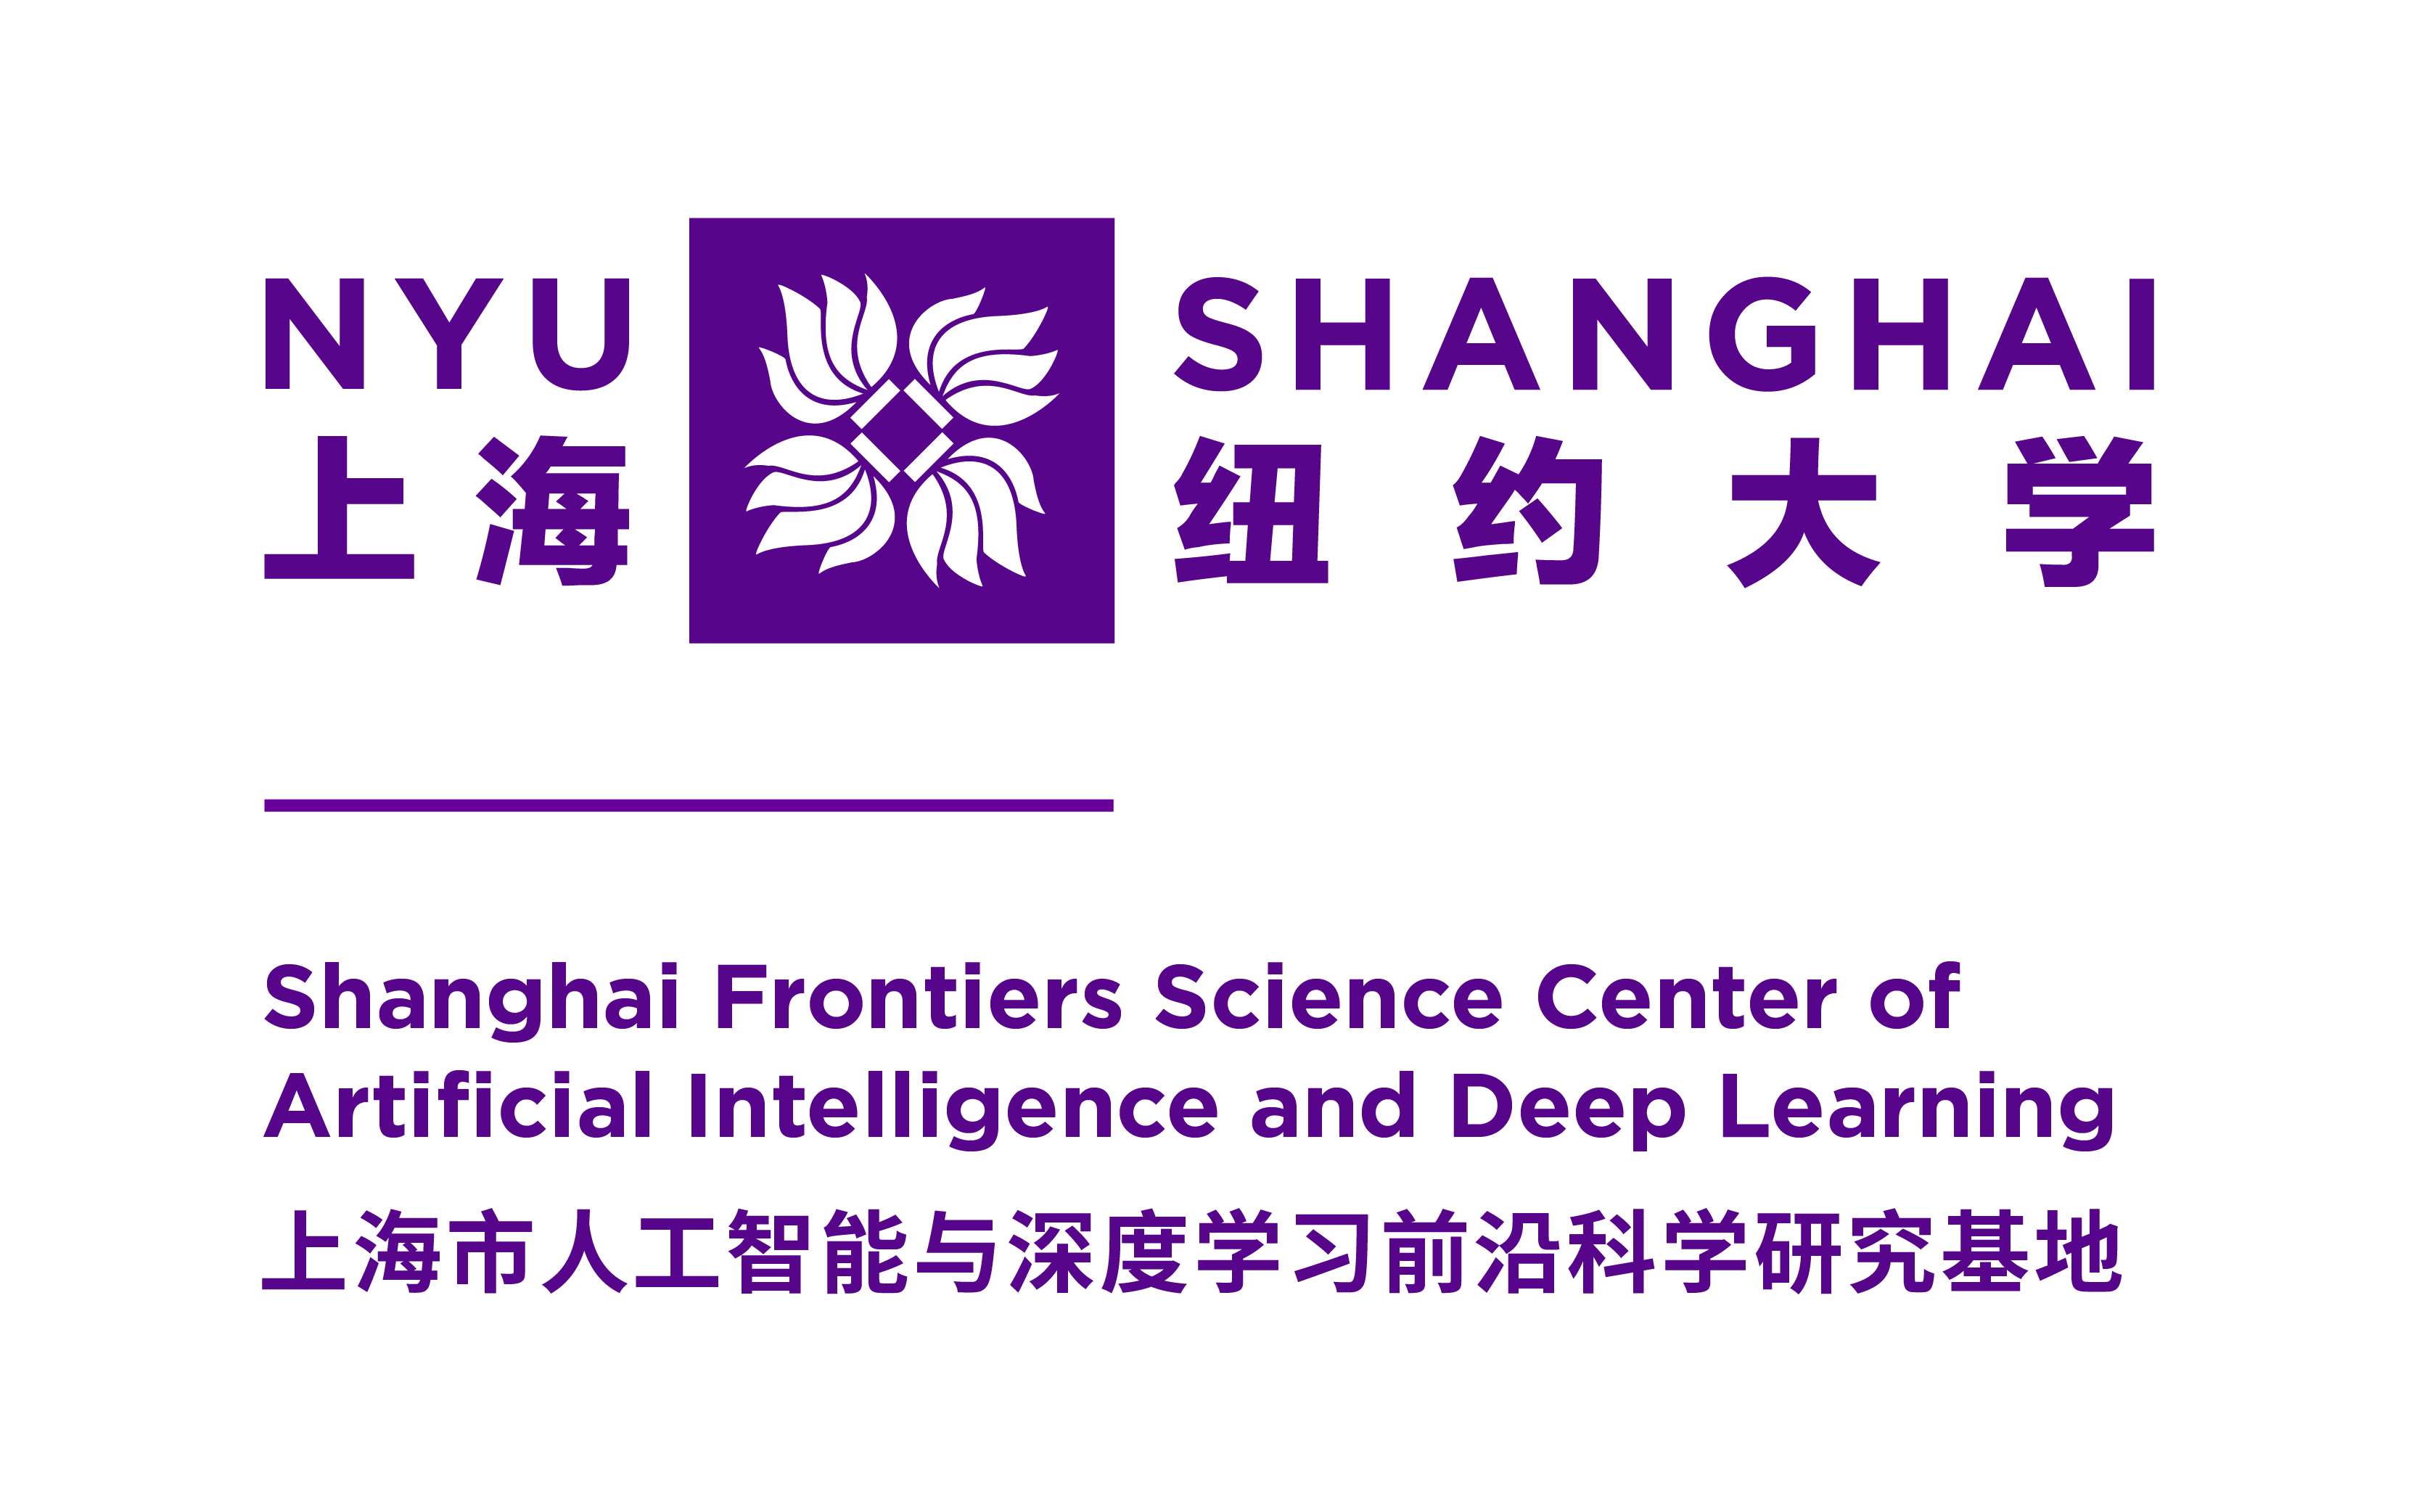 NYU SHANGHAI
上海 纽约大学
Shanghai Frontiers Science Center of
Artificial Intelligence and Deep Learning
上海市人工智能与深度学习前沿科学研究基地